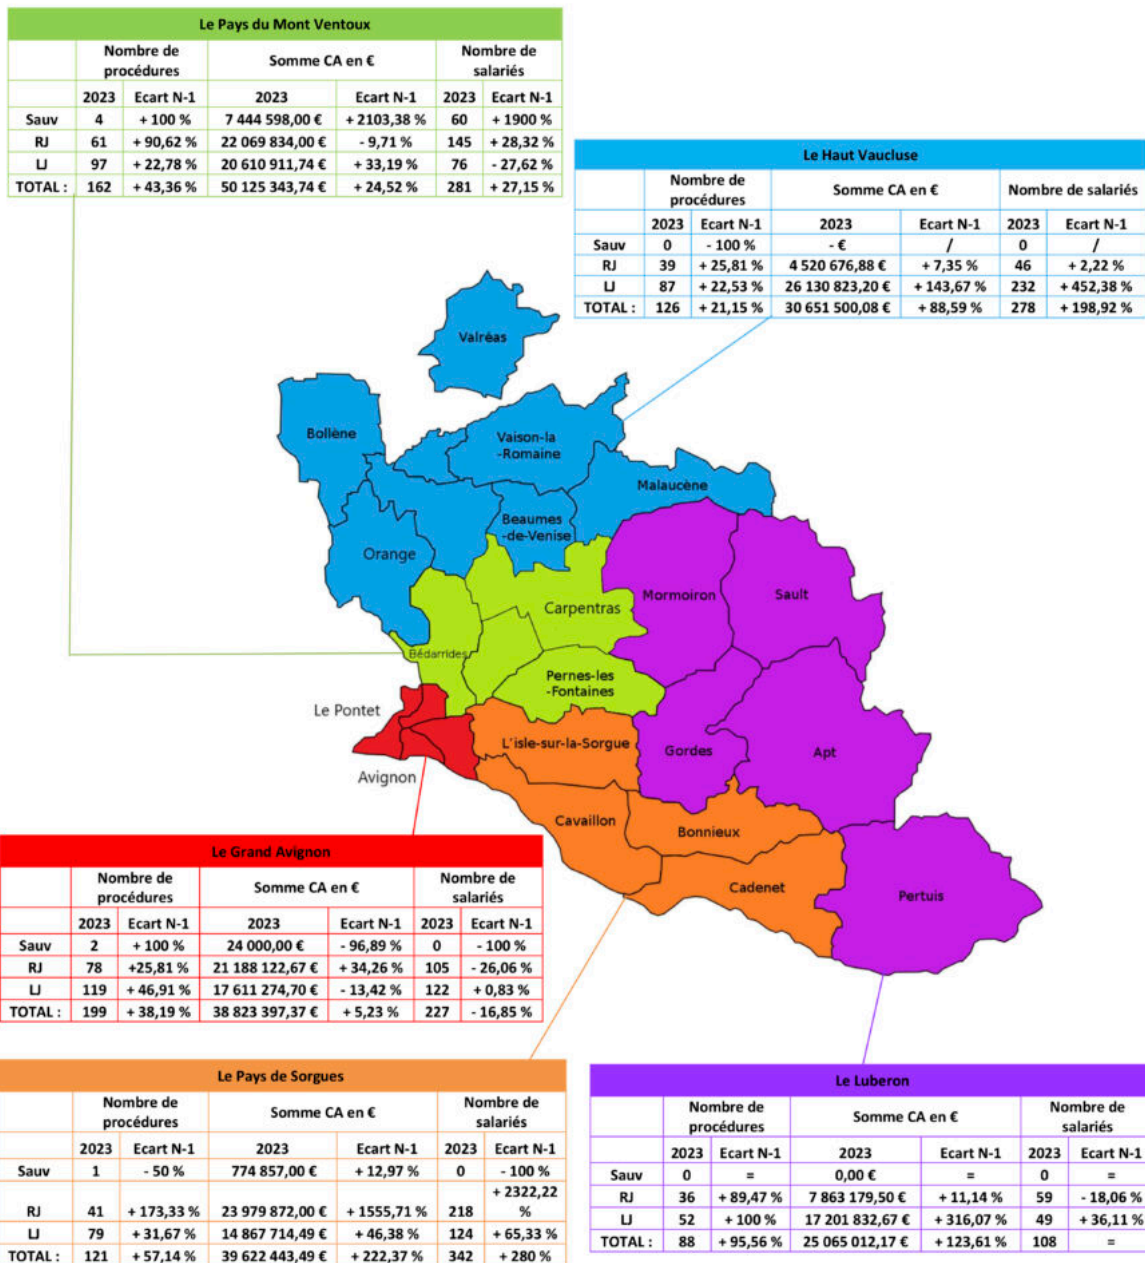 Le Pays du Mont Ventoux
Nombre de procédures Somme CA en € Nombre de salariés
2023 Ecart N-1 2023 Ecart N-1 2023 Ecart N-1
Sauv 4 + 100 % 7 444 598,00 € + 2103,38 % 60 + 1900 %
RJ 61 + 90,62 % 22 069 834,00 € - 9,71 % 145 + 28,32 %
LJ 97 + 22,78 % 20 610 911,74 € + 33,19 % 76 - 27,62 %
TOTAL : 162 + 43,36 % 50 125 343,74 € + 24,52 % 281 + 27,15 %
Le Haut Vaucluse
Nombre de procédures Somme CA en € Nombre de salariés
2023 Ecart N-1 2023 Ecart N-1 2023 Ecart N-1
Sauv 0 - 100 % - € / 0 /
RJ 39 + 25,81 % 4 520 676,88 € + 7,35 % 46 + 2,22 %
LJ 87 + 22,53 % 26 130 823,20 € + 143,67 % 232 + 452,38 %
TOTAL : 126 + 21,15 % 30 651 500,08 € + 88,59 % 278 + 198,92 %
Valréas
Bollène
Vaison-la
-Romaine
Malaucène
Beaumes
-de-Venise
Orange
Mormoiron
Sault
Carpentras
Bédarrides
Pernes-les
-Fontaines
Le Pontet
L'isle-sur-la-Sorgue
Gordes
Apt
Avignon
Cavaillon
Bonnieux
Cadenet
Pertuis
Le Grand Avignon
Nombre de procédures Somme CA en € Nombre de salariés
2023 Ecart N-1 2023 Ecart N-1 2023 Ecart N-1
Sauv 2 + 100 % 24 000,00 € - 96,89 % 0 - 100 %
RJ 78 +25,81 % 21 188 122,67 € + 34,26 % 105 - 26,06 %
LJ 119 + 46,91 % 17 611 274,70 € - 13,42 % 122 + 0,83 %
TOTAL : 199 + 38,19 % 38 823 397,37 € + 5,23 % 227 - 16,85 %
Le Pays de Sorgues
Nombre de procédures Somme CA en € Nombre de salariés
2023 Ecart N-1 2023 Ecart N-1 2023 Ecart N-1
Sauv 1 - 50 % 774 857,00 € + 12,97 % 0 - 100 %
RJ 41 + 173,33 % 23 979 872,00 € + 1555,71 % 218 + 2322,22 %
LJ 79 + 31,67 % 14 867 714,49 € + 46,38 % 124 + 65,33 %
TOTAL : 121 + 57,14 % 39 622 443,49 € + 222,37 % 342 + 280 %
Le Luberon
Nombre de procédures Somme CA en € Nombre de salariés
2023 Ecart N-1 2023 Ecart N-1 2023 Ecart N-1
Sauv 0 = 0,00 € = 0 =
RJ 36 + 89,47 % 7 863 179,50 € + 11,14 % 59 - 18,06 %
LJ 52 + 100 % 17 201 832,67 € + 316,07 % 49 + 36,11 %
TOTAL : 88 + 95,56 % 25 065 012,17 € + 123,61 % 108 =